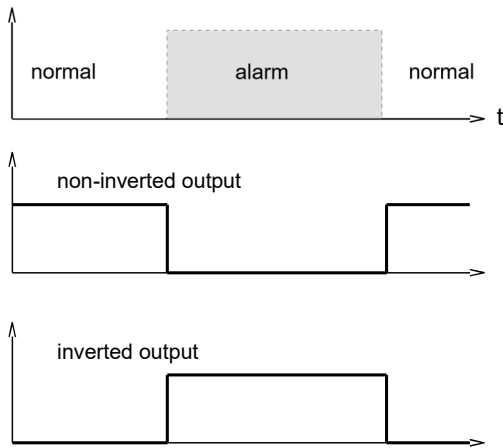 normal alarm normal
t
non-inverted output
inverted output